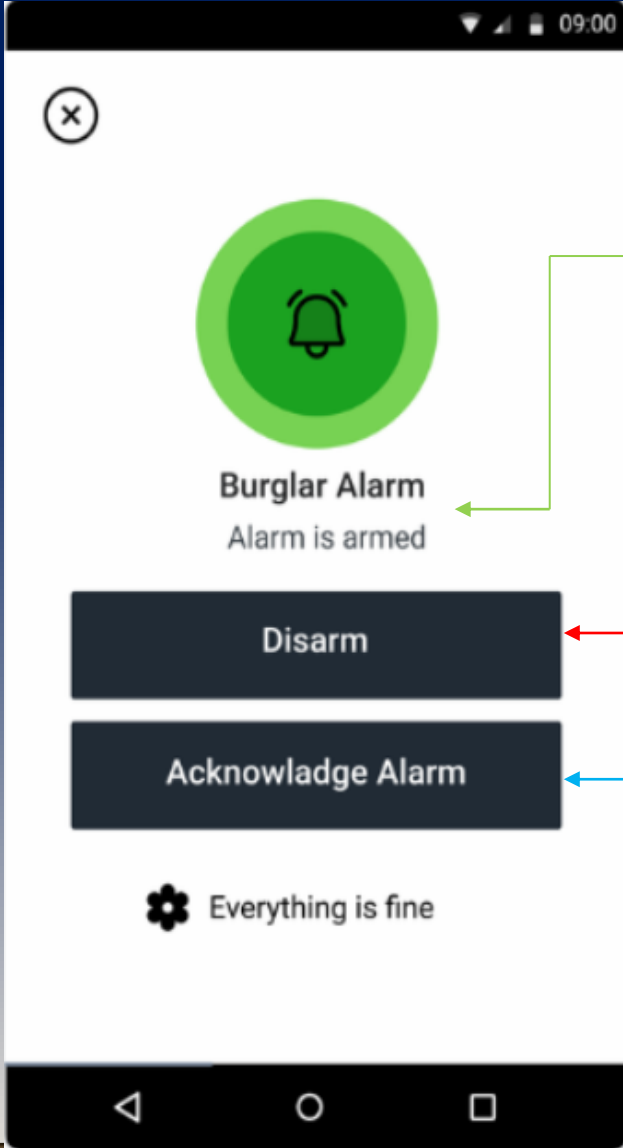 09:00
Burglar Alarm
Alarm is armed
Disarm
Acknowladge Alarm
Everything is fine